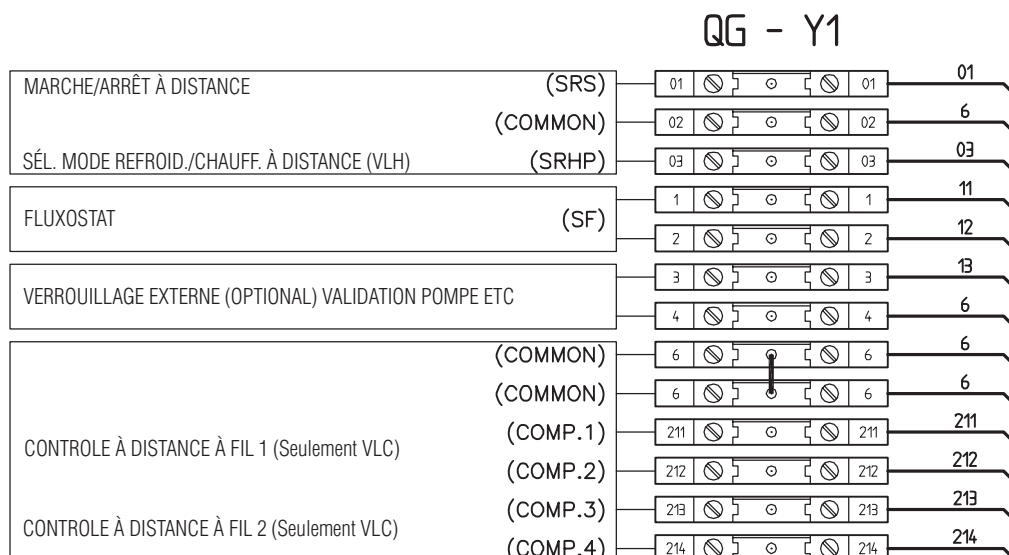 QG - Y1
MARCHE/ARRÊT À DISTANCE (SRS) 01 01 01
(COMMON) 02 02 6
SÉL. MODE REFROID./CHAUFF. À DISTANCE (VLH) (SRHP) 03 03 03
1 1 11
FLUXOSTAT (SF)
2 2 12
3 3 13
VERROUILLAGE EXTERNE (OPTIONAL) VALIDATION POMPE ETC
4 4 6
(COMMON) 6 6 6
(COMMON) 6 6 6
(COMP.1) 211 211 211
CONTROLE À DISTANCE À FIL 1 (Seulement VLC)
(COMP.2) 212 212 212
(COMP.3) 213 213 213
CONTROLE À DISTANCE À FIL 2 (Seulement VLC)
(COMP.4) 214 214 214